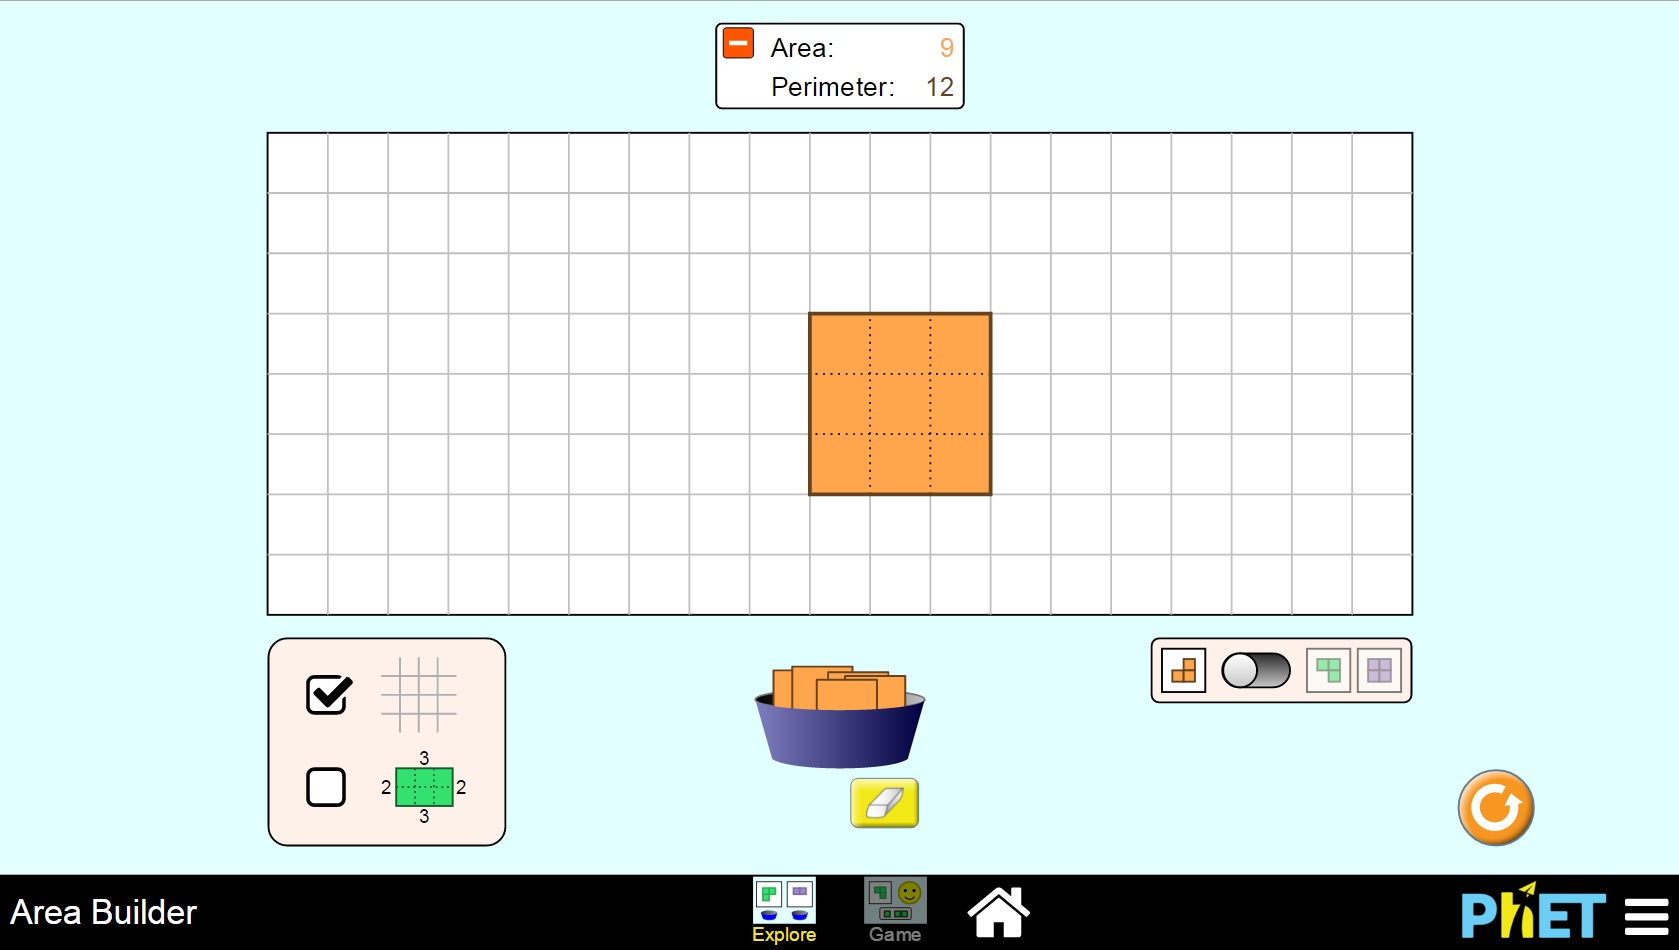 Area: 9
Perimeter: 12
3
2 2
3
Area Builder
Explore
Game
PhET